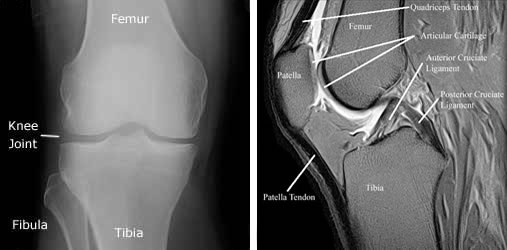 Femur
Knee
Joint
Fibula
Tibia
Quadriceps Tendon
Femur
Articular Cartilage
Patella
Anterior Cruciate
Ligament
Posterior Cruciate
Ligament
Patella Tendon
Tibia